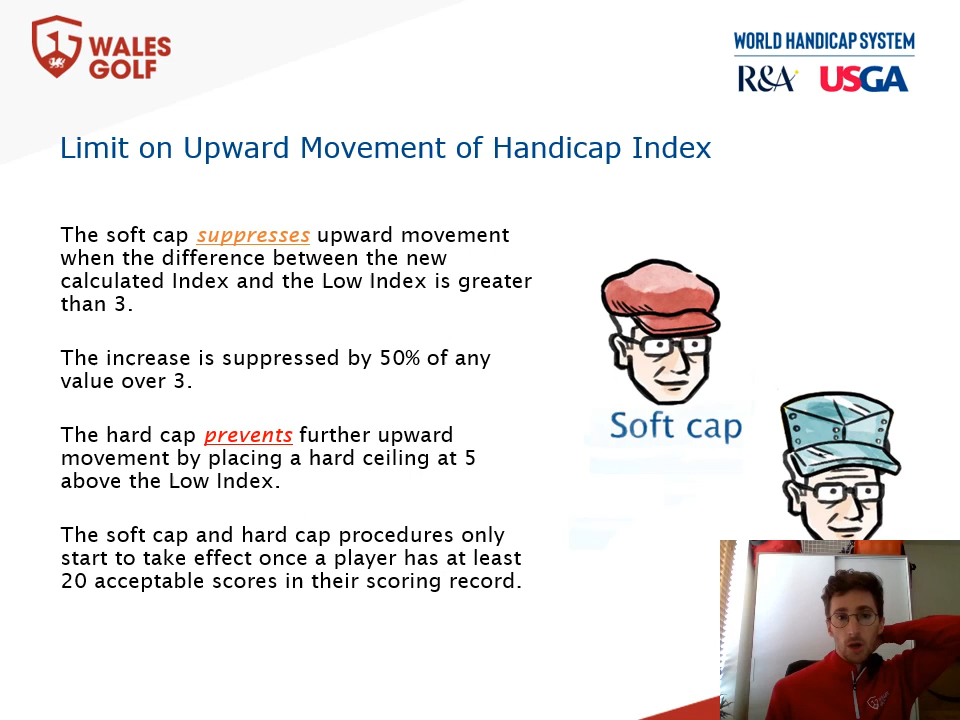 WALES
GOLF
WORLD HANDICAP SYSTEM
R&A USGA
Limit on Upward Movement of Handicap Index
The soft cap suppresses upward movement
when the difference between the new
calculated Index and the Low Index is greater
than 3.
The increase is suppressed by 50% of any
value over 3.
The hard cap prevents further upward
movement by placing a hard ceiling at 5
above the Low Index.
The soft cap and hard cap procedures only
start to take effect once a player has at least
20 acceptable scores in their scoring record.
Soft cap
WALES